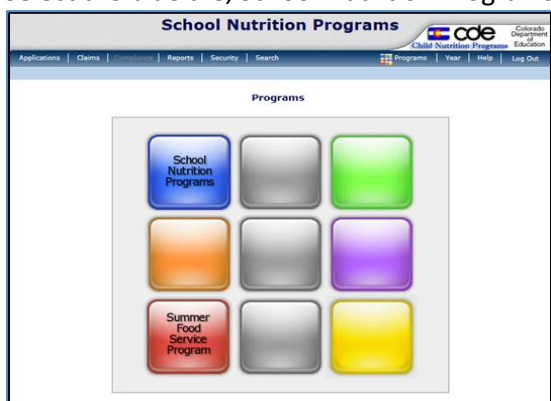 School Nutrition Programs
cde
Child Nutrition Programs
Colorado
Department
of
Education
Applications | Claims | Compliance | Reports | Security | Search
Programs | Year | Help | Log Out
Programs
School
Nutrition
Programs
Summer
Food
Service
Program